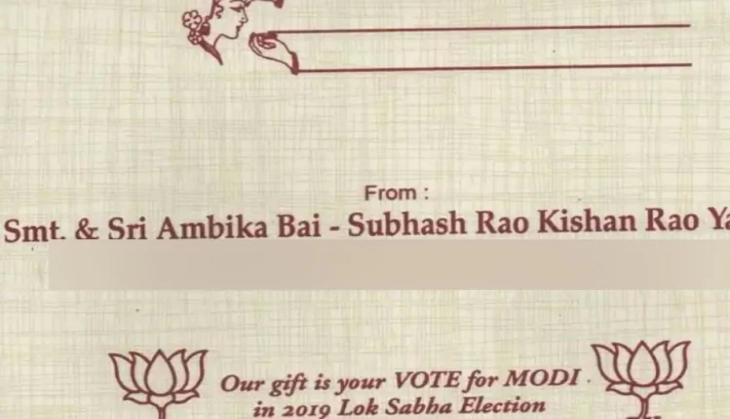 From :
Smt. & Sri Ambika Bai - Subhash Rao Kishan Rao
Our gift is your VOTE for MODI .
in 2019 Lok Sabha Election